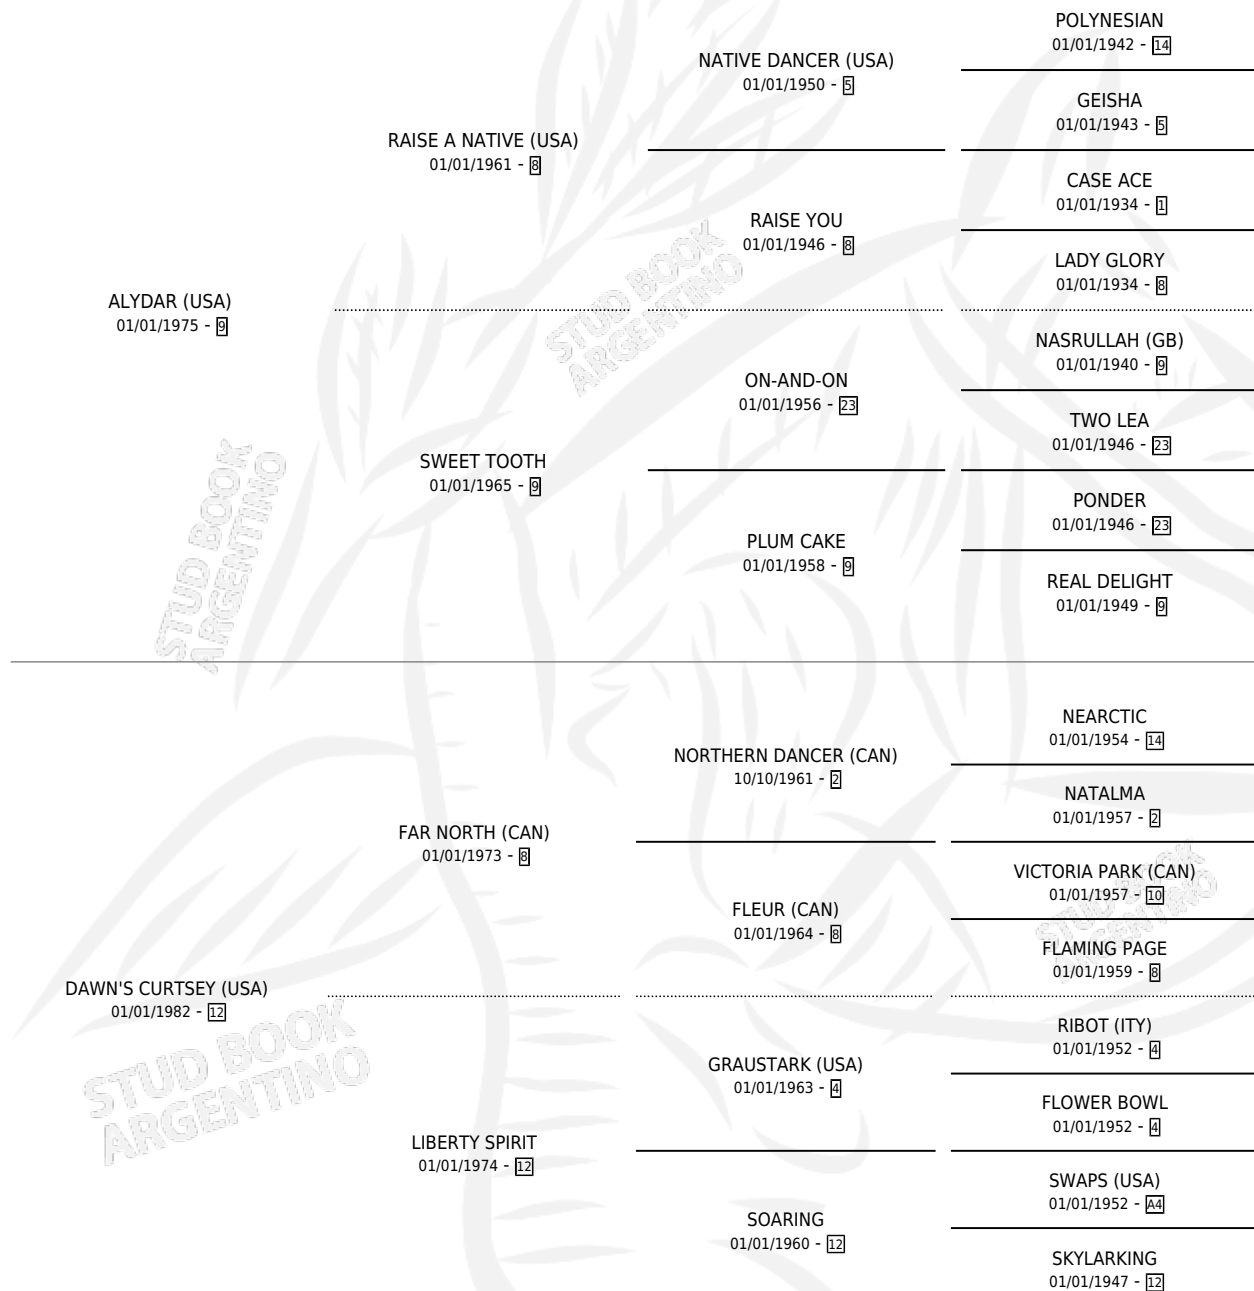 POLYNESIAN
01/01/1942 - 14
NATIVE DANCER (USA)
01/01/1950 - 5
GEISHA
01/01/1943 - 5
RAISE A NATIVE (USA)
01/01/1961 - 8
CASE ACE
01/01/1934 - 1
RAISE YOU
01/01/1946 - 8
LADY GLORY
01/01/1934 - 8
ALYDAR (USA)
01/01/1975 - 9
STUD BOOK
ARGENTINO
NASRULLAH (GB)
01/01/1940 - 9
ON-AND-ON
01/01/1956 - 23
TWO LEA
01/01/1946 - 23
SWEET TOOTH
01/01/1965 - 9
PONDER
01/01/1946 - 23
PLUM CAKE
01/01/1958 - 9
REAL DELIGHT
01/01/1949 - 9
STUD BOOK
ARGENTINO
NEARCTIC
01/01/1954 - 14
NORTHERN DANCER (CAN)
10/10/1961 - 2
NATALMA
01/01/1957 - 2
FAR NORTH (CAN)
01/01/1973 - 8
VICTORIA PARK (CAN)
01/01/1957 - 10
FLEUR (CAN)
01/01/1964 - 8
STUD BOOK
ARGENTINO
FLAMING PAGE
01/01/1959 - 8
DAWN'S CURTSEY (USA)
01/01/1982 - 12
RIBOT (ITY)
01/01/1952 - 4
GRAUSTARK (USA)
01/01/1963 - 4
FLOWER BOWL
01/01/1952 - 4
STUD BOOK
ARGENTINO
LIBERTY SPIRIT
01/01/1974 - 12
SWAPS (USA)
01/01/1952 - A4
SOARING
01/01/1960 - 12
SKYLARKING
01/01/1947 - 12